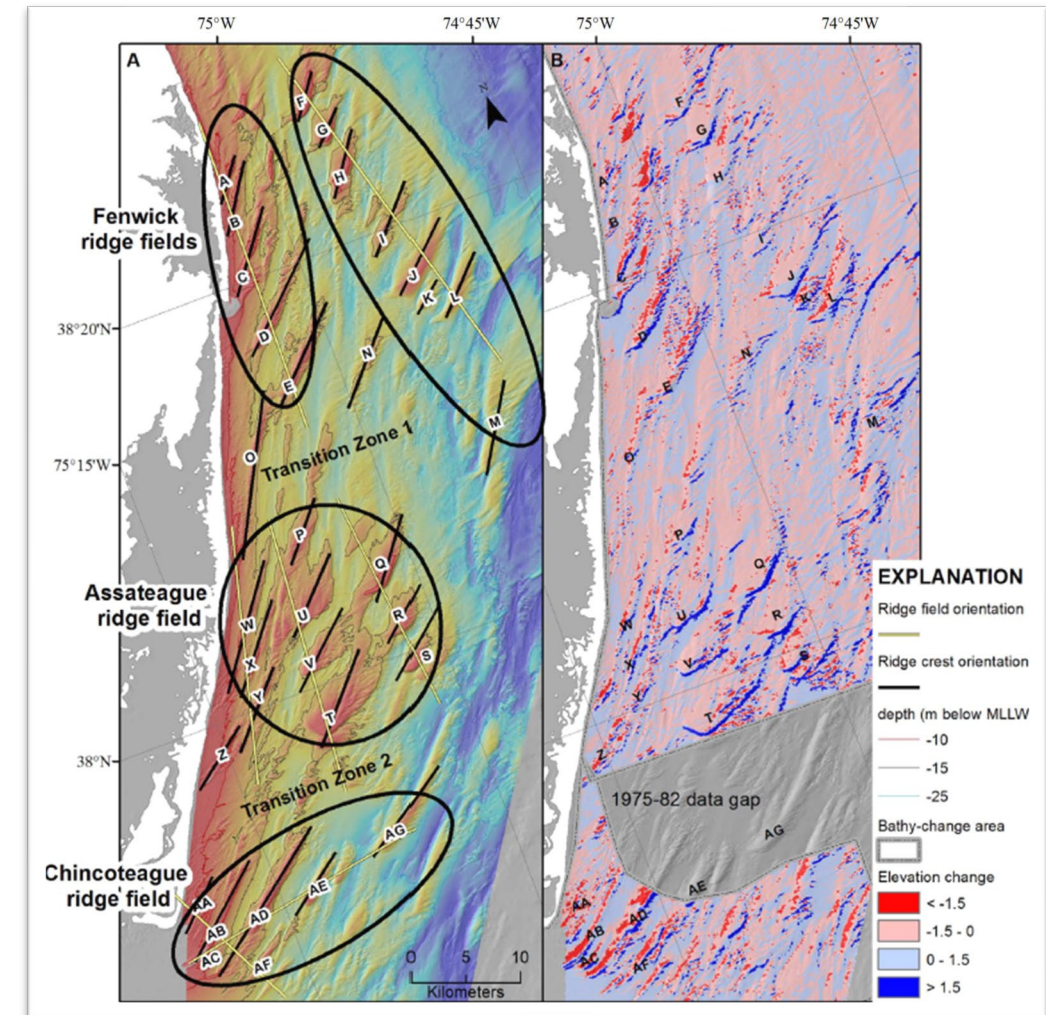 75°W
74°45'W
75°W
74°45'W
A
B
N
Fenwick
ridge fields
38°20'N
75°15'W
Assateague
ridge field
38°N
Chincoteague
ridge field
F
G
A
H
B
I
C
J
K
L
D
N
E
M
O
Transition Zone 1
P
Q
W
U
R
X
V
S
Y
T
Z
Transition Zone 2
AG
AA
AE
AB
AD
AC
AF
0 5 10
Kilometers
F
G
A
H
B
I
C
J
K
L
D
N
E
M
O
P
Q
U
R
W
X
V
S
Y
T
Z
1975-82 data gap
AG
AE
AA
AD
AB
AC
AF
EXPLANATION
Ridge field orientation
Ridge crest orientation
depth (m below MLLW
-10
-15
-25
Bathy-change area
Elevation change
< -1.5
-1.5 - 0
0 - 1.5
> 1.5